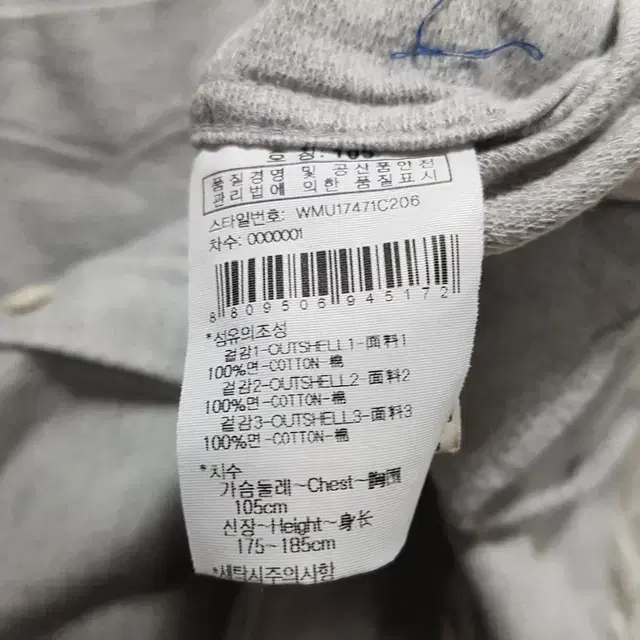 호 칭: 105
품질경영 및 공산품안전
관리법에 의한 품질표시
스타일번호: WMU17471C206
차수: 0000001
8809506945172
*섬유의조성
겉감1-OUTSHELL1-面料1
100%면-COTTON-棉
겉감2-OUTSHELL2-面料2
100%면-COTTON-棉
겉감3-OUTSHELL3-面料3
100%면-COTTON-棉
*치수
가슴둘레~Chest~胸围
105cm
신장~Height~身长
175~185cm
*세탁시주의사항